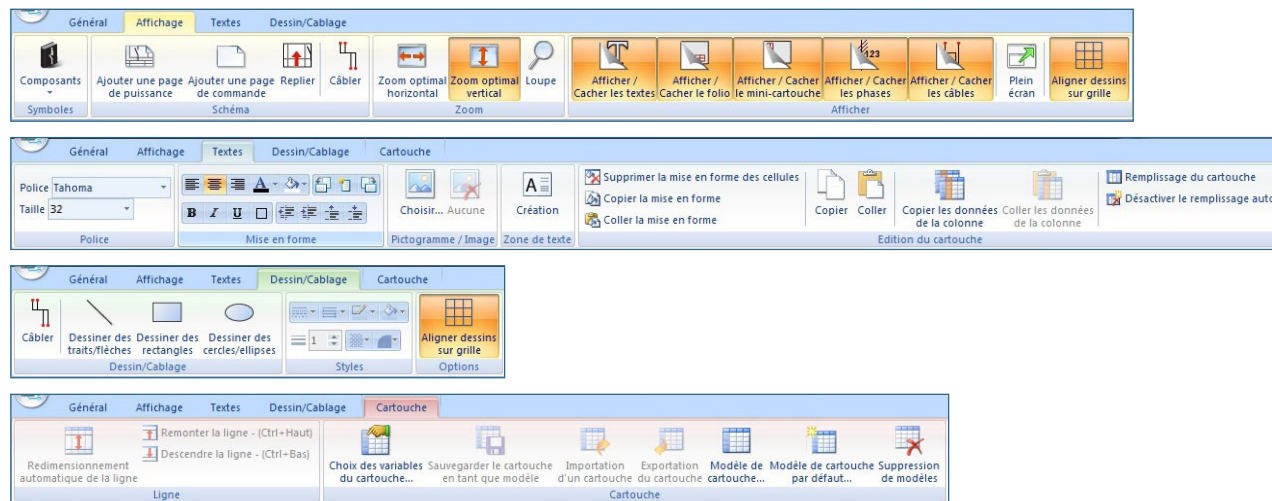 Général Affichage Textes Dessin/Cablage
Composants Ajouter une page Ajouter une page Replier Câbler Zoom optimal Zoom optimal Loupe Afficher / Afficher / Afficher / Cacher Afficher / Cacher Afficher / Cacher Plein Aligner dessins
de puissance de commande horizontal vertical Cacher les textes Cacher le folio le mini-cartouche les phases les câbles écran sur grille
Symboles Schéma Zoom Afficher
Général Affichage Textes Dessin/Cablage Cartouche
Police Tahoma
Taille 32
Choisir... Aucune
Création
Supprimer la mise en forme des cellules
Copier la mise en forme
Coller la mise en forme
Copier Coller Copier les données Coller les données
de la colonne de la colonne
Remplissage du cartouche
Désactiver le remplissage auto
Police Mise en forme Pictogramme / Image Zone de texte Edition du cartouche
Général Affichage Textes Dessin/Cablage Cartouche
Câbler Dessiner des Dessiner des Dessiner des 1 Aligner dessins
traits/flèches rectangles cercles/ellipses sur grille
Dessin/Cablage Styles Options
Général Affichage Textes Dessin/Cablage Cartouche
Redimensionnement
automatique de la ligne
Remonter la ligne - (Ctrl+Haut)
Descendre la ligne - (Ctrl+Bas)
Choix des variables Sauvegarder le cartouche Importation Exportation Modèle de Modèle de cartouche Suppression
du cartouche... en tant que modèle d'un cartouche du cartouche cartouche... par défaut... de modèles
Ligne Cartouche